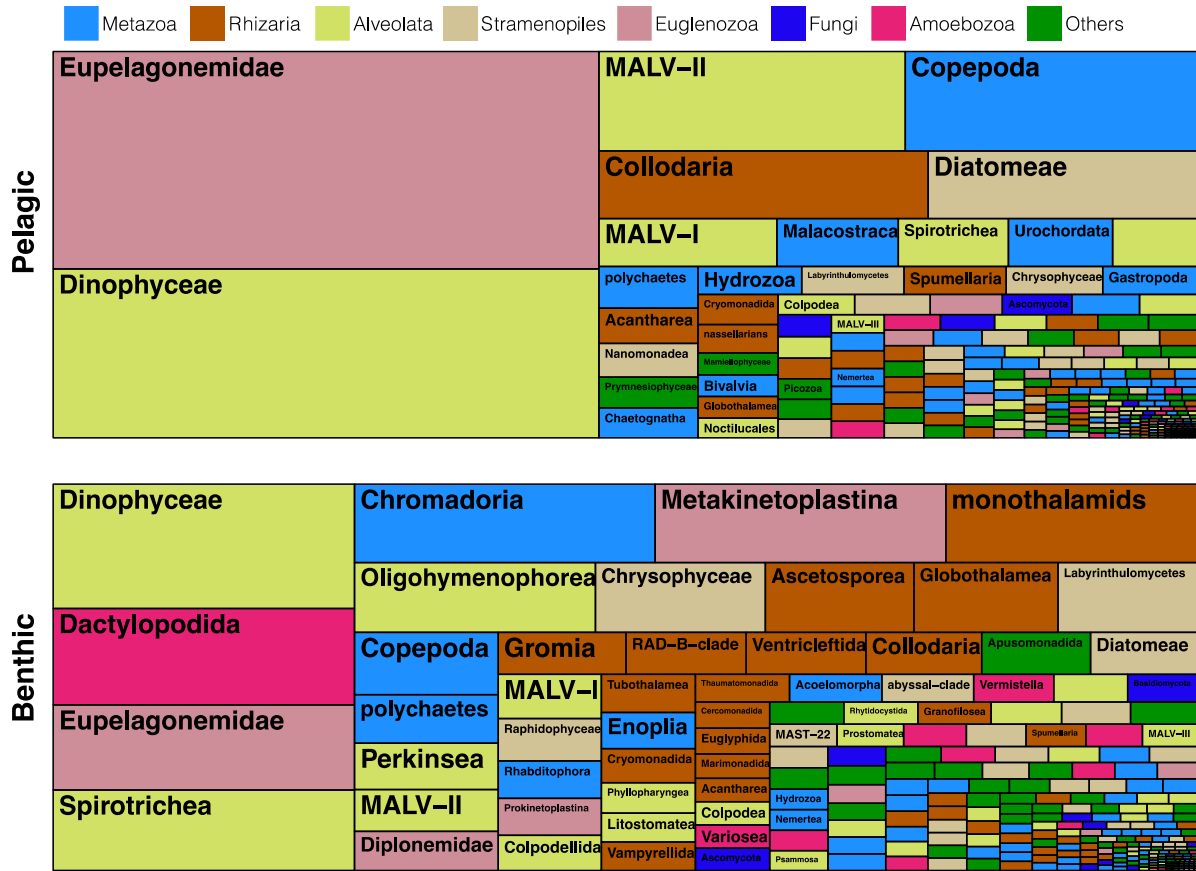 Metazoa Rhizaria Alveolata Stramenopiles Euglenozoa Fungi Amoebozoa Others
Pelagic
Eupelagonemidae
MALV−II
Copepoda
Collodaria
Diatomeae
MALV−I
Malacostraca
Spirotrichea
Urochordata
Dinophyceae
polychaetes
Hydrozoa
Labyrinthulomycetes
Spumellaria
Chrysophyceae
Gastropoda
Cryomonadida
Colpodea
Ascomycota
Acantharea
nassellarians
MALV−III
Nanomonadea
Mamiellophyceae
Nemertea
Prymnesiophyceae
Bivalvia
Picozoa
Chaetognatha
Globothalamea
Noctilucales
Benthic
Dinophyceae
Chromadoria
Metakinetoplastina
monothalamids
Oligohymenophorea
Chrysophyceae
Ascetosporea
Globothalamea
Labyrinthulomycetes
Dactylopodida
Copepoda
Gromia
RAD−B−clade
Ventricleftida
Collodaria
Apusomonadida
Diatomeae
MALV−I
Tubothalamea
Thaumatomonadida
Acoelomorpha
abyssal−clade
Vermistella
Basidiomycota
polychaetes
Raphidophyceae
Enoplia
Cercomonadida
Rhytidocystida
Granofilosea
Eupelagonemidae
Euglyphida
MAST−22
Prostomatea
Spumellaria
MALV−III
Perkinsea
Rhabditophora
Cryomonadida
Marimonadida
Spirotrichea
MALV−II
Prokinetoplastina
Phyllopharyngea
Acantharea
Hydrozoa
Litostomatea
Colpodea
Nemertea
Diplonemidae
Colpodellida
Vampyrellida
Variosea
Ascomycota
Psammosa